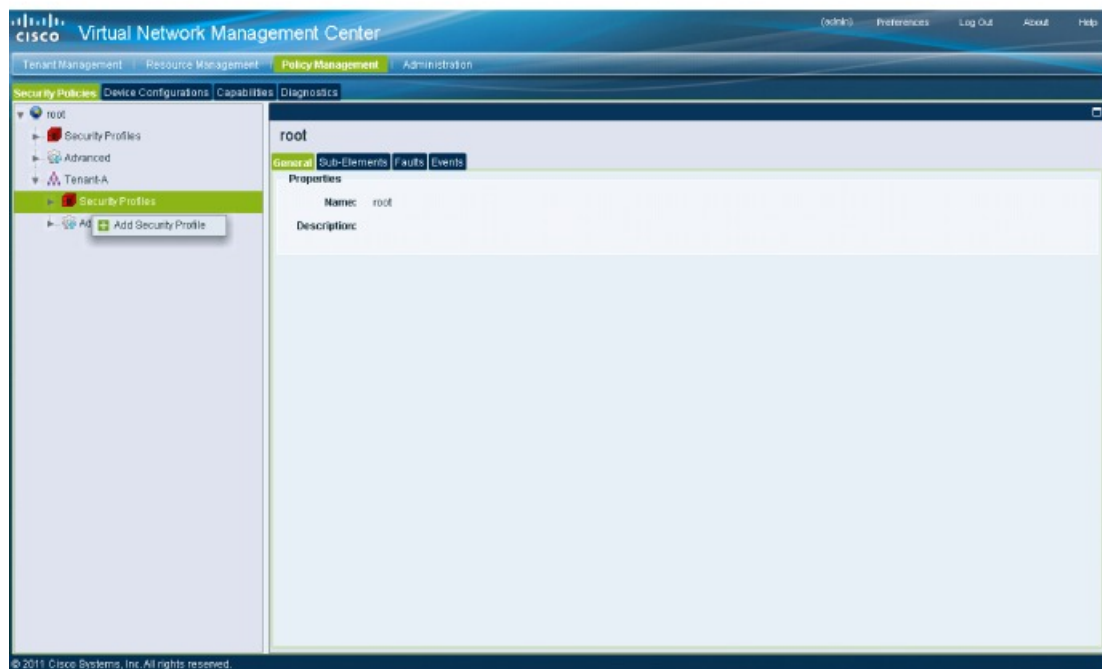 CISCO Virtual Network Management Center
(admin) Preferences Log Out About Help
Tenant Management | Resource Management | Policy Management | Administration
Security Policies Device Configurations Capabilities Diagnostics
root
Security Profiles
Advanced
Tenant-A
Security Profiles
Ad
Add Security Profile
root
General Sub-Elements Faults Events
Properties
Name: root
Description:
© 2011 Cisco Systems, Inc. All rights reserved.